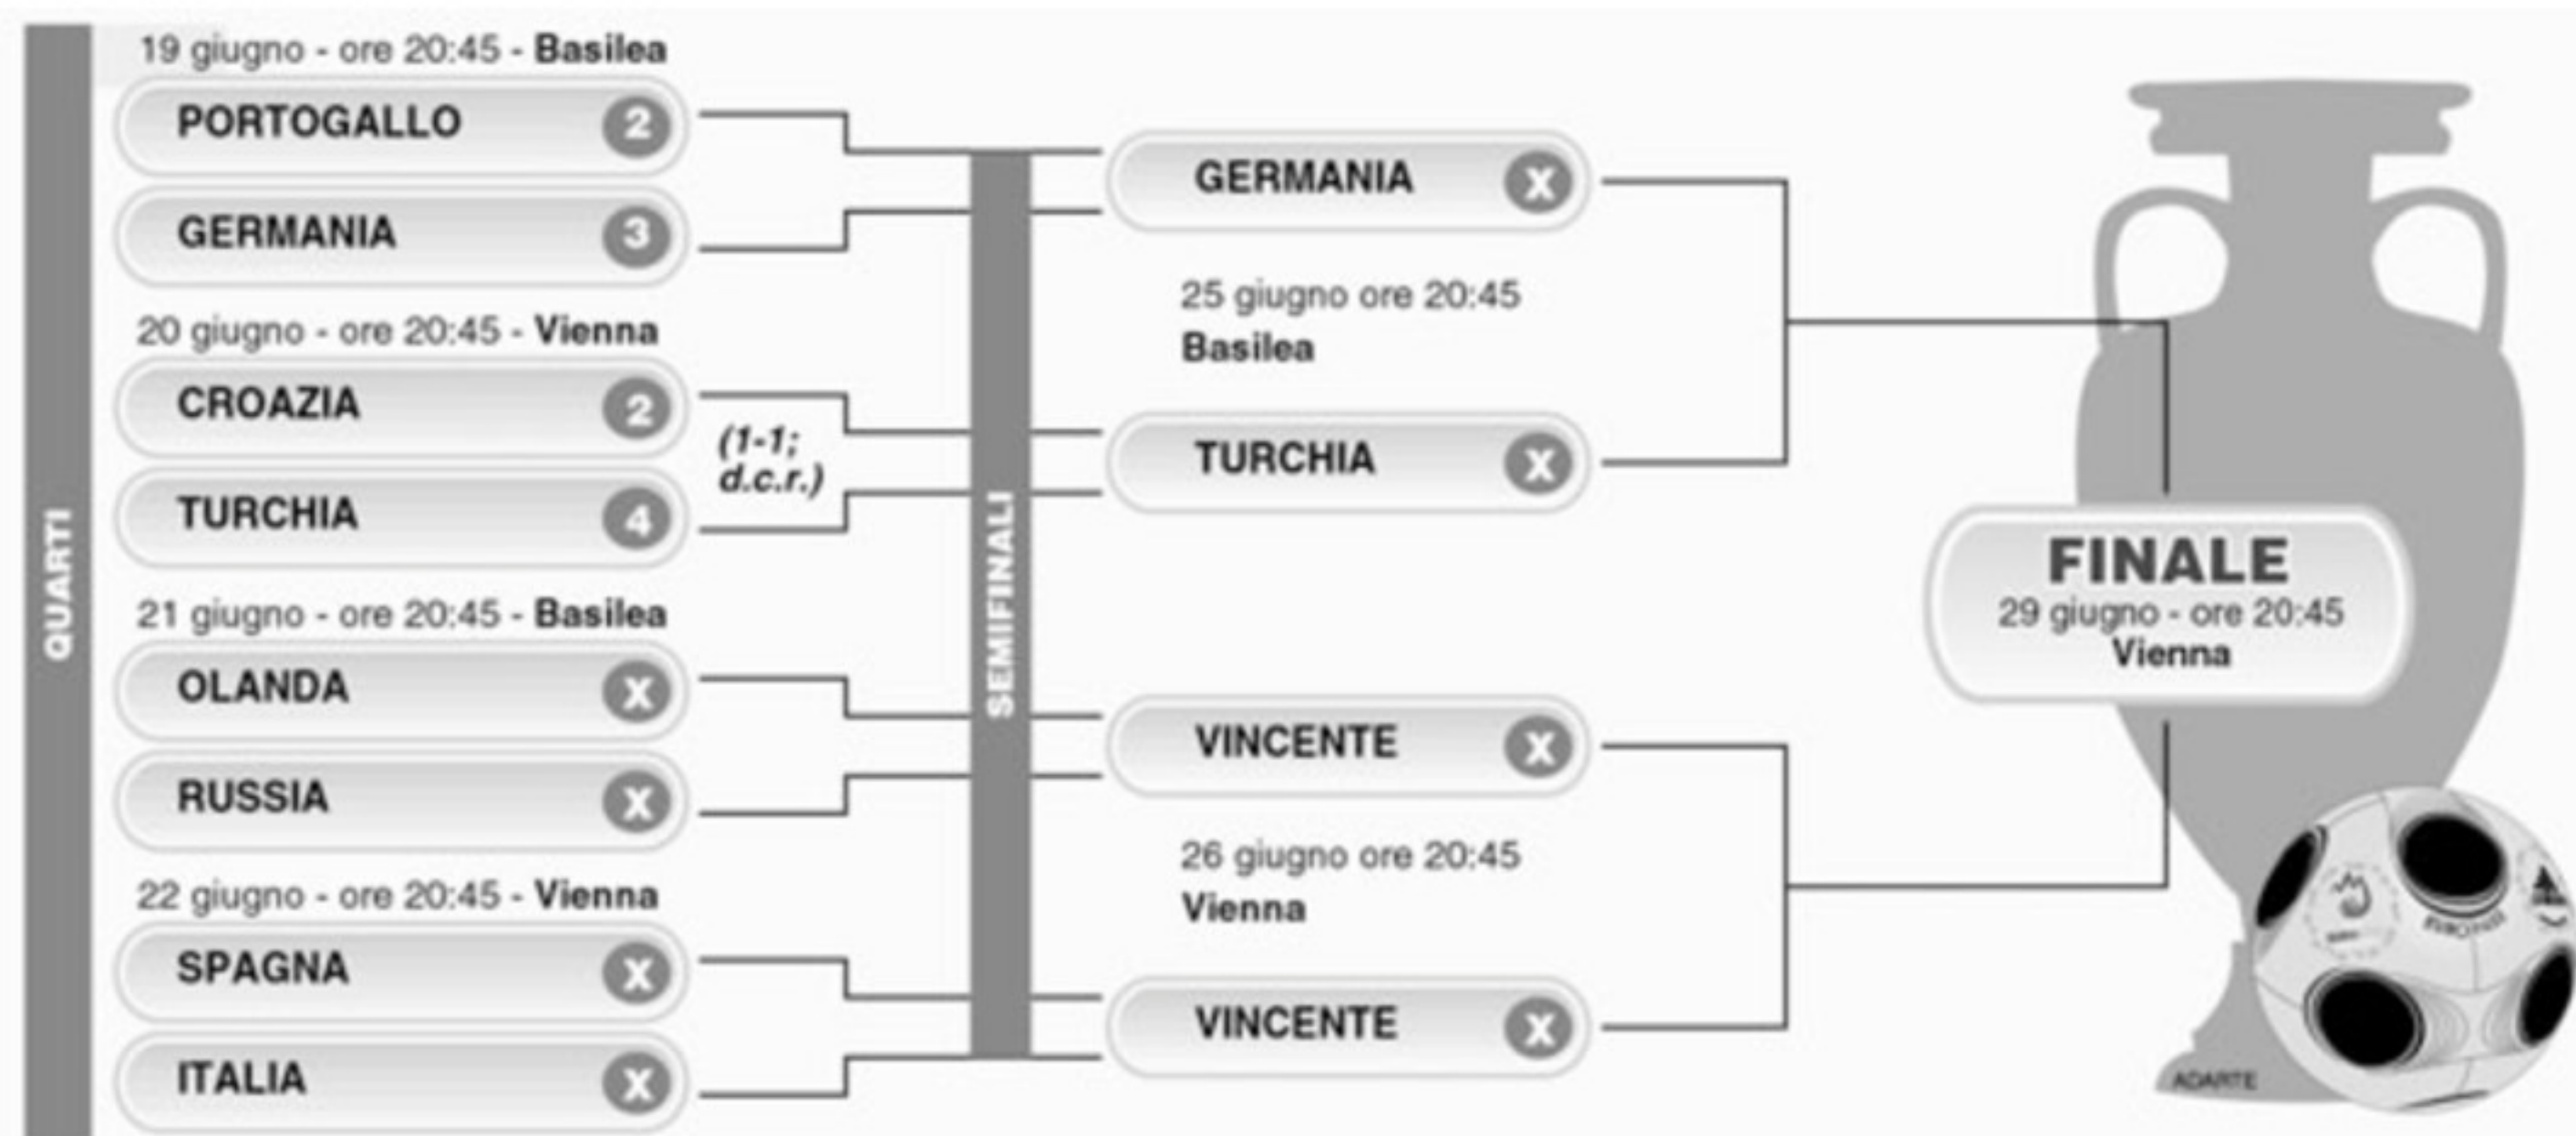 QUARTI
19 giugno - ore 20:45 - Basilea
PORTOGALLO 2
GERMANIA 3
20 giugno - ore 20:45 - Vienna
CROAZIA 2
TURCHIA 4
(1-1;
d.c.r.)
21 giugno - ore 20:45 - Basilea
OLANDA X
RUSSIA X
22 giugno - ore 20:45 - Vienna
SPAGNA X
ITALIA X
SEMIFINALI
GERMANIA X
25 giugno ore 20:45
Basilea
TURCHIA X
VINCENTE X
26 giugno ore 20:45
Vienna
VINCENTE X
FINALE
29 giugno - ore 20:45
Vienna
ADARTE